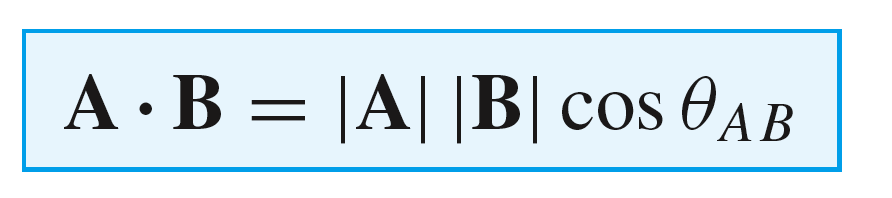 A · B = |A| |B| cos θ_AB